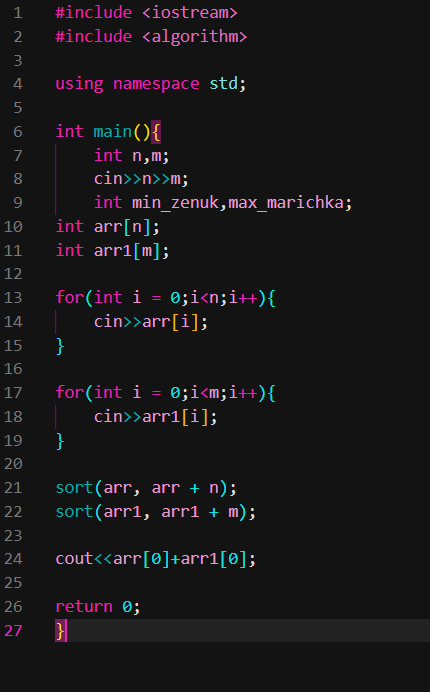 1 #include <iostream>
2 #include <algorithm>
3
4 using namespace std;
5
6 int main(){
7     int n,m;
8     cin>>n>>m;
9     int min_zenuk,max_marichka;
10 int arr[n];
11 int arr1[m];
12
13 for(int i = 0;i<n;i++){
14     cin>>arr[i];
15 }
16
17 for(int i = 0;i<m;i++){
18     cin>>arr1[i];
19 }
20
21 sort(arr, arr + n);
22 sort(arr1, arr1 + m);
23
24 cout<<arr[0]+arr1[0];
25
26 return 0;
27 }